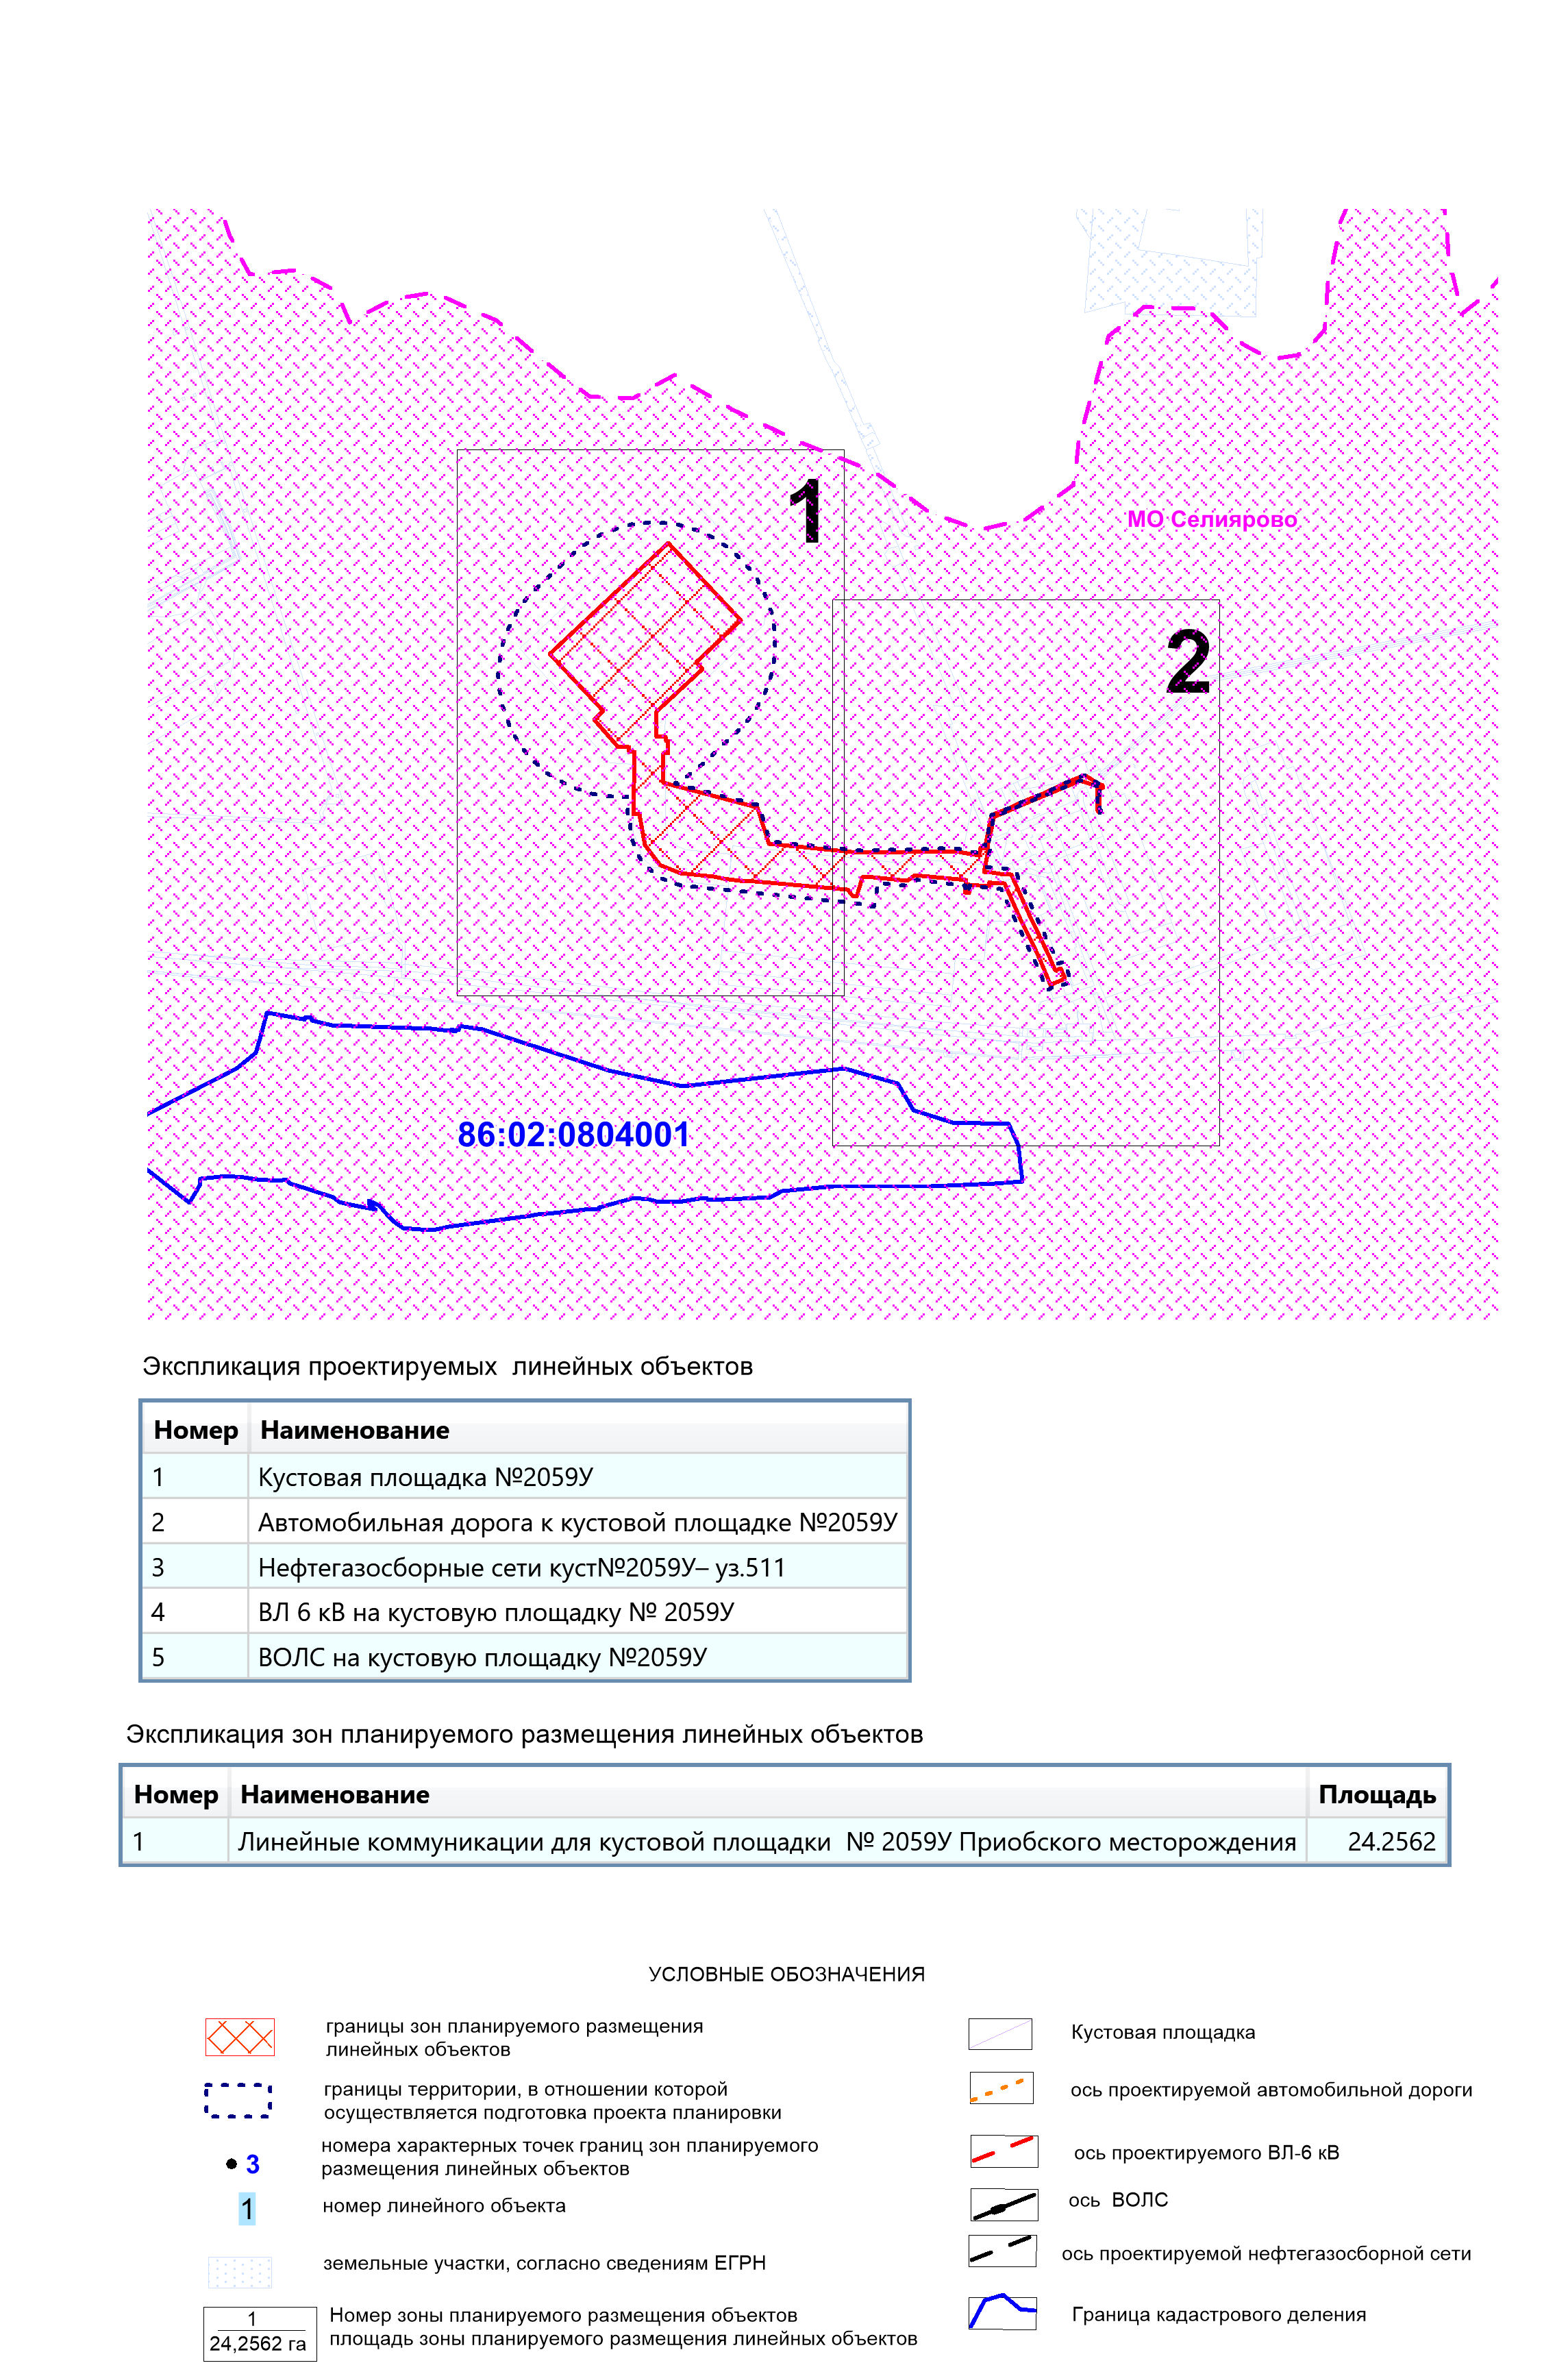 1
МО Селиярово
2
86:02:0804001
Экспликация проектируемых линейных объектов
Номер Наименование
1 Кустовая площадка №2059У
2 Автомобильная дорога к кустовой площадке №2059У
3 Нефтегазосборные сети куст№2059У– уз.511
4 ВЛ 6 кВ на кустовую площадку № 2059У
5 ВОЛС на кустовую площадку №2059У
Экспликация зон планируемого размещения линейных объектов
Номер Наименование Площадь
1 Линейные коммуникации для кустовой площадки № 2059У Приобского месторождения 24.2562
УСЛОВНЫЕ ОБОЗНАЧЕНИЯ
границы зон планируемого размещения
линейных объектов
границы территории, в отношении которой
осуществляется подготовка проекта планировки
3 номера характерных точек границ зон планируемого
размещения линейных объектов
1 номер линейного объекта
земельные участки, согласно сведениям ЕГРН
1
24,2562 га
Номер зоны планируемого размещения объектов
площадь зоны планируемого размещения линейных объектов
Кустовая площадка
ось проектируемой автомобильной дороги
ось проектируемого ВЛ-6 кВ
ось ВОЛС
ось проектируемой нефтегазосборной сети
Граница кадастрового деления